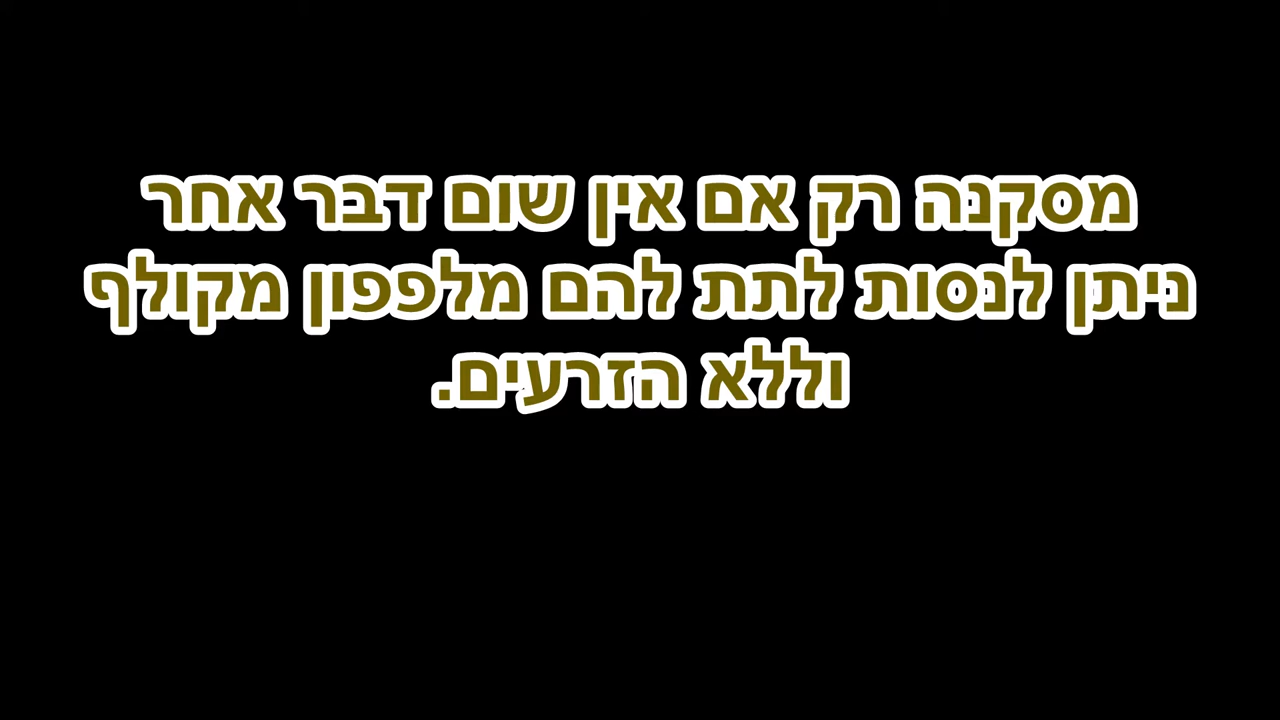 מסקנה רק אם אין שום דבר אחר
ניתן לנסות לתת להם מלפפון מקולף
וללא הזרעים.